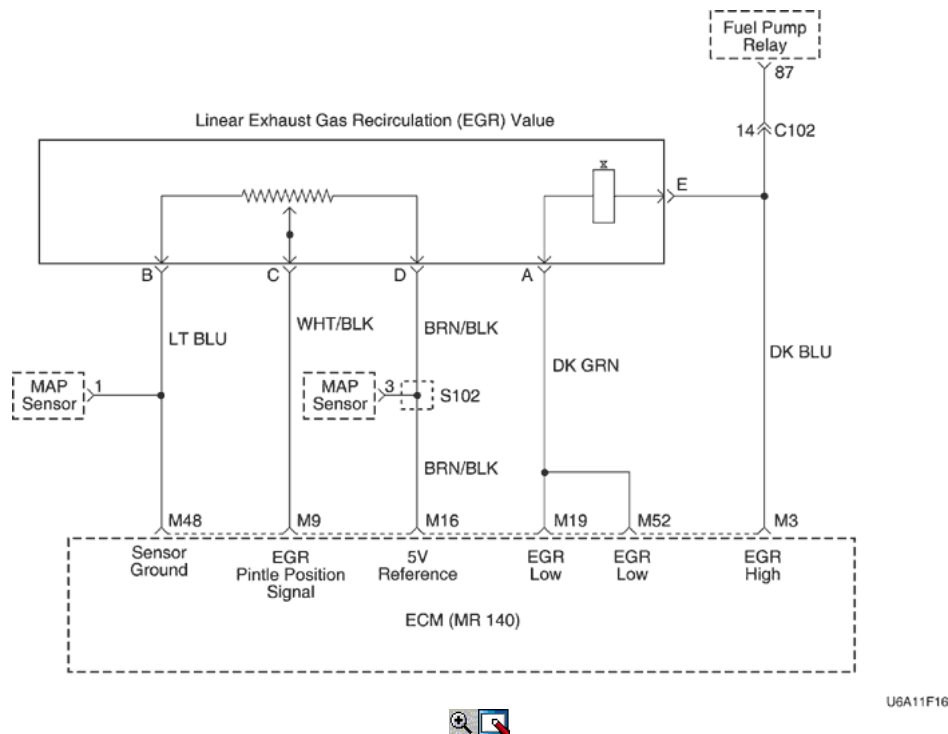 Fuel Pump
Relay
87
Linear Exhaust Gas Recirculation (EGR) Value
14
C102
x
E
B
C
D
A
LT BLU
WHT/BLK
BRN/BLK
DK GRN
DK BLU
MAP
Sensor
1
MAP
Sensor
3
S102
BRN/BLK
M48
M9
M16
M19
M52
M3
Sensor
Ground
EGR
Pintle Position
Signal
5V
Reference
EGR
Low
EGR
Low
EGR
High
ECM (MR 140)
U6A11F16